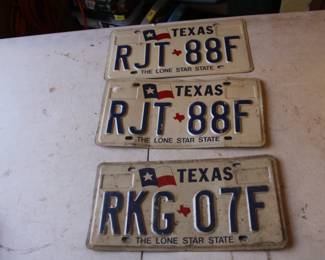 TEXAS
RJT 88F
THE LONE STAR STATE
TEXAS
RJT 88F
THE LONE STAR STATE
TEXAS
RKG 07F
THE LONE STAR STATE